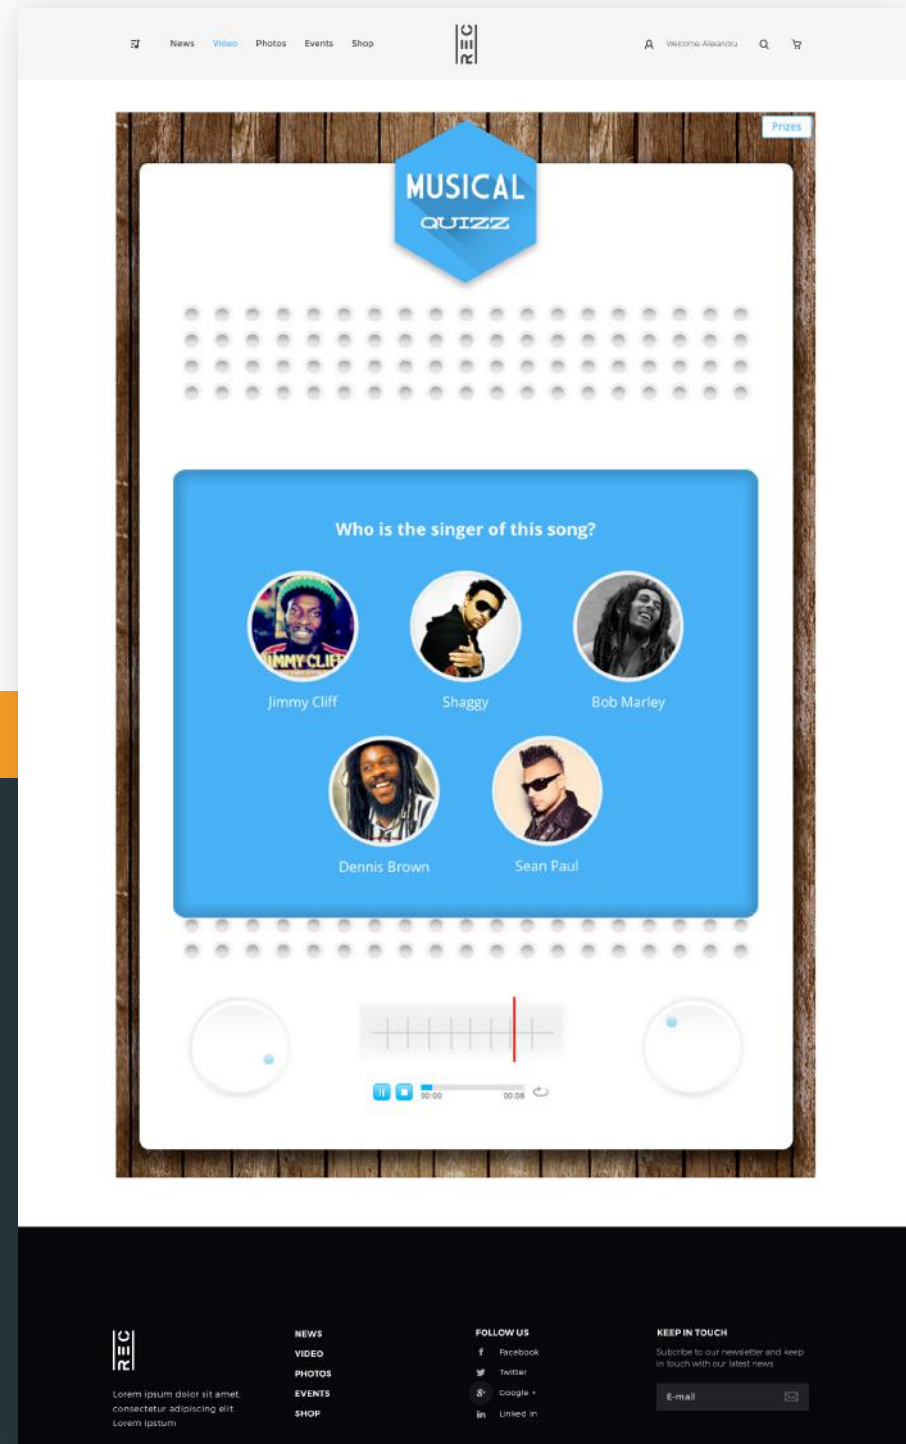 News Video Photos Events Shop
REC
Welcome Alexandru
Prizes
MUSICAL
QUIZZ
Who is the singer of this song?
JIMMY CLIFF
Jimmy Cliff Shaggy Bob Marley
Dennis Brown Sean Paul
00:00 00:08
REC
Lorem ipsum dolor sit amet,
consectetur adipiscing elit.
Lorem ipstum
NEWS
VIDEO
PHOTOS
EVENTS
SHOP
FOLLOW US
f Facebook
Twitter
g+ Google +
in Linked In
KEEP IN TOUCH
Subcribe to our newsletter and keep
in touch with our latest news
E-mail